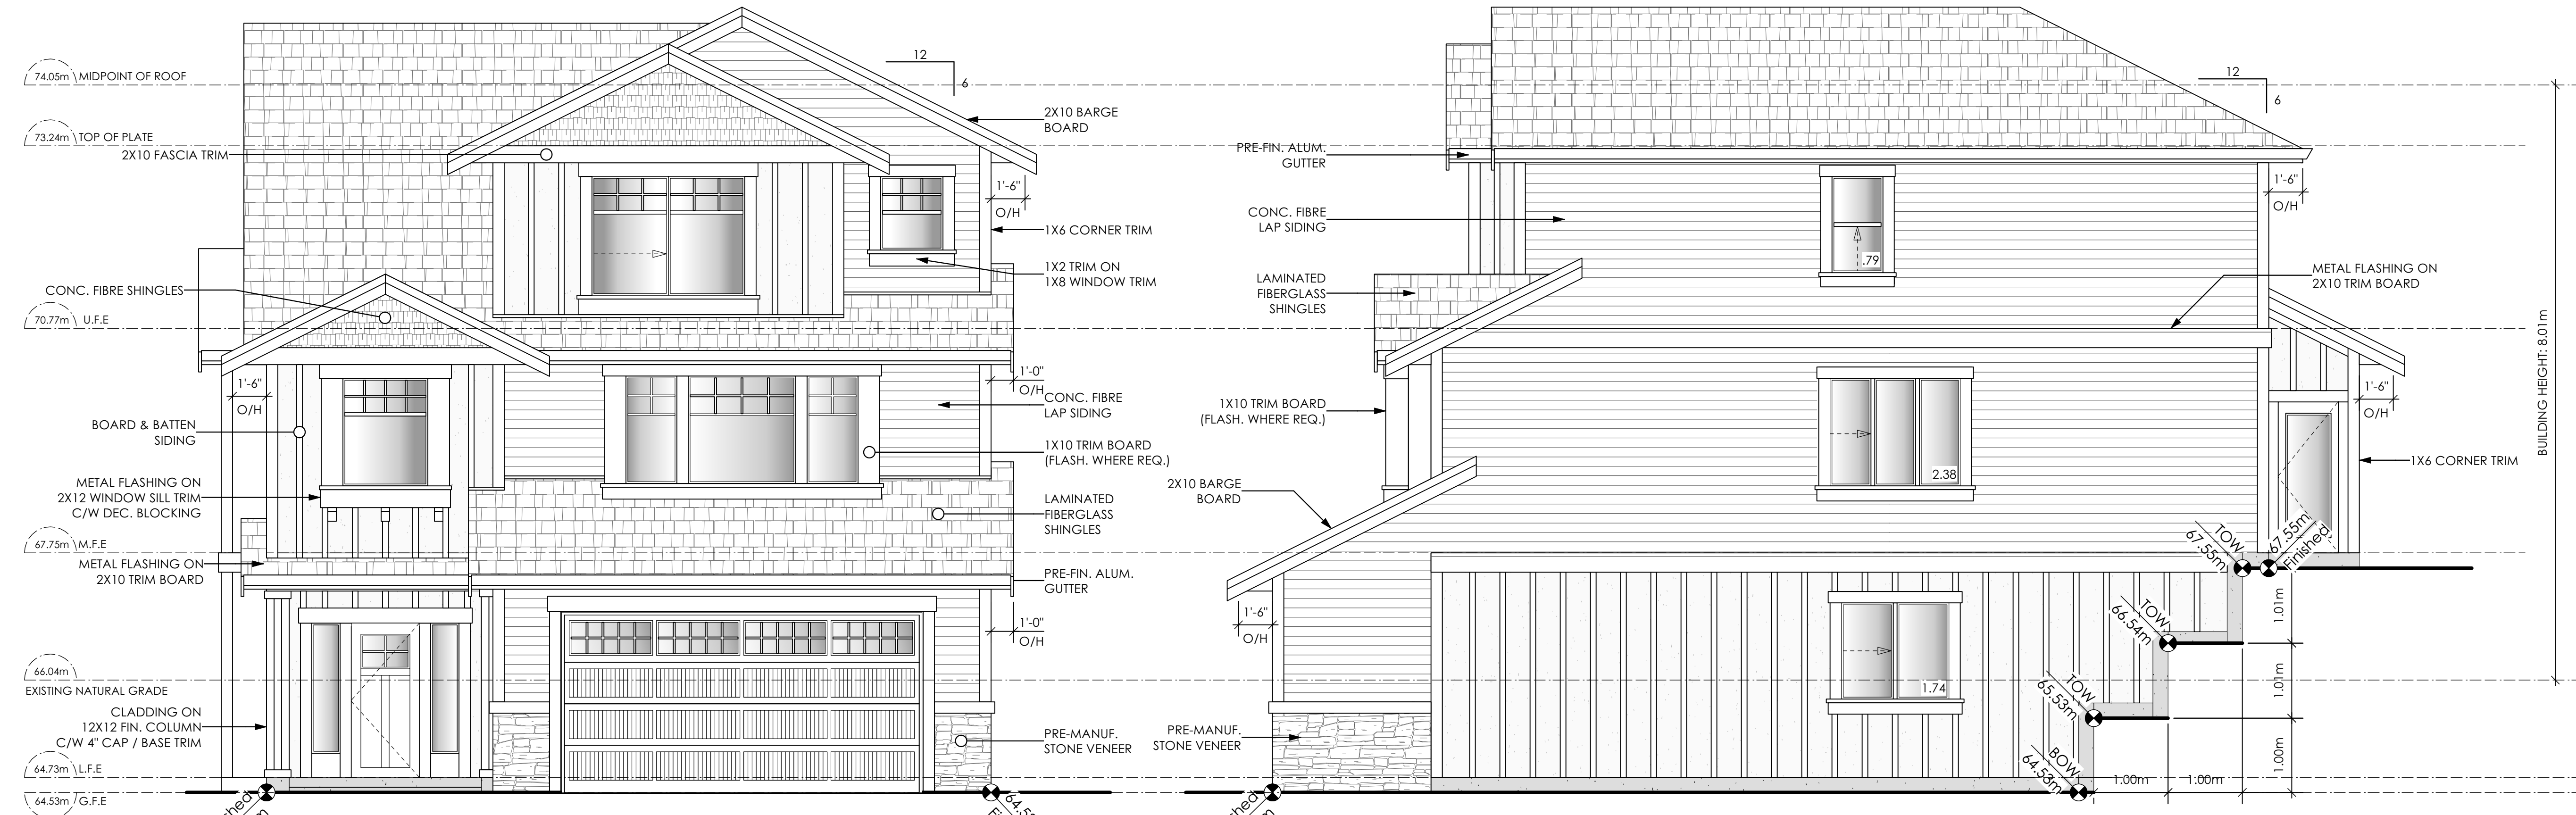 74.05m MIDPOINT OF ROOF
73.24m TOP OF PLATE
2X10 FASCIA TRIM
CONC. FIBRE SHINGLES
70.77m U.F.E
1'-6"
O/H
BOARD & BATTEN
SIDING
METAL FLASHING ON
2X12 WINDOW SILL TRIM
C/W DEC. BLOCKING
67.75m M.F.E
METAL FLASHING ON
2X10 TRIM BOARD
66.04m
EXISTING NATURAL GRADE
CLADDING ON
12X12 FIN. COLUMN
C/W 4" CAP / BASE TRIM
64.73m L.F.E
64.53m G.F.E
12
6
2X10 BARGE
BOARD
1'-6"
O/H
1X6 CORNER TRIM
1X2 TRIM ON
1X8 WINDOW TRIM
1'-0"
O/H
CONC. FIBRE
LAP SIDING
1X10 TRIM BOARD
(FLASH. WHERE REQ.)
LAMINATED
FIBERGLASS
SHINGLES
PRE-FIN. ALUM.
GUTTER
1'-0"
O/H
PRE-MANUF.
STONE VENEER
PRE-FIN. ALUM.
GUTTER
CONC. FIBRE
LAP SIDING
LAMINATED
FIBERGLASS
SHINGLES
1X10 TRIM BOARD
(FLASH. WHERE REQ.)
2X10 BARGE
BOARD
1'-6"
O/H
PRE-MANUF.
STONE VENEER
.79
2.38
1.74
12
6
1'-6"
O/H
METAL FLASHING ON
2X10 TRIM BOARD
1'-6"
O/H
1X6 CORNER TRIM
BUILDING HEIGHT: 8.01m
TOW
67.55m
67.55m
Finished
TOW
66.54m
TOW
65.53m
BOW
64.53m
1.01m
1.01m
1.00m
1.00m
1.00m